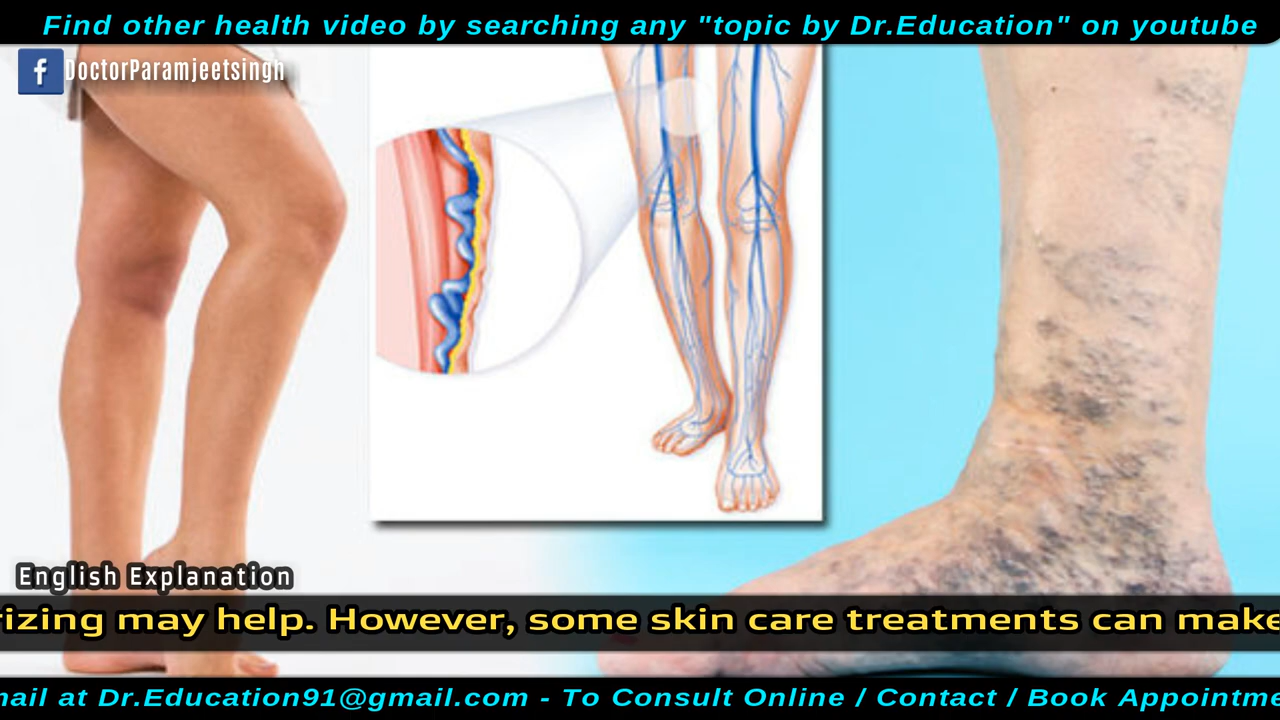 Find other health video by searching any "topic by Dr.Education" on youtube
f DoctorParamjeetsingh
English Explanation
rizing may help. However, some skin care treatments can make
mail at Dr.Education91@gmail.com - To Consult Online / Contact / Book Appointme